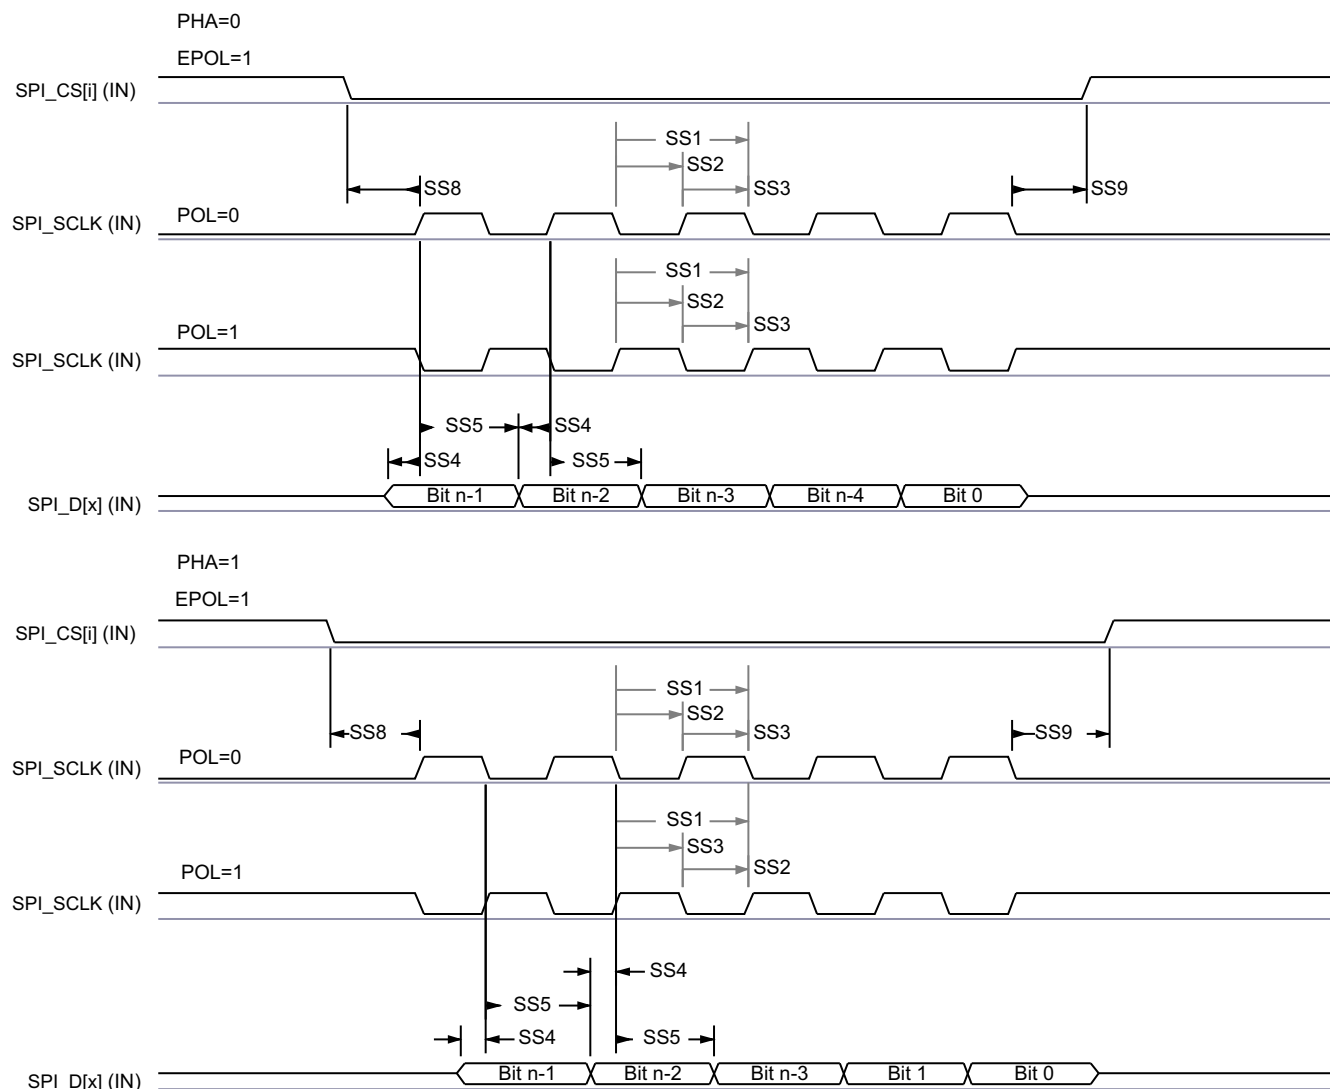 PHA=0
EPOL=1
SPI_CS[i] (IN)
SS1
SS2
SS8
SS3
SS9
POL=0
SPI_SCLK (IN)
SS1
SS2
SS3
POL=1
SPI_SCLK (IN)
SS5
SS4
SS4
SS5
SPI_D[x] (IN)
Bit n-1
Bit n-2
Bit n-3
Bit n-4
Bit 0
PHA=1
EPOL=1
SPI_CS[i] (IN)
SS1
SS2
SS8
SS3
SS9
POL=0
SPI_SCLK (IN)
SS1
SS3
SS2
POL=1
SPI_SCLK (IN)
SS4
SS5
SS4
SS5
SPI_D[x] (IN)
Bit n-1
Bit n-2
Bit n-3
Bit 1
Bit 0